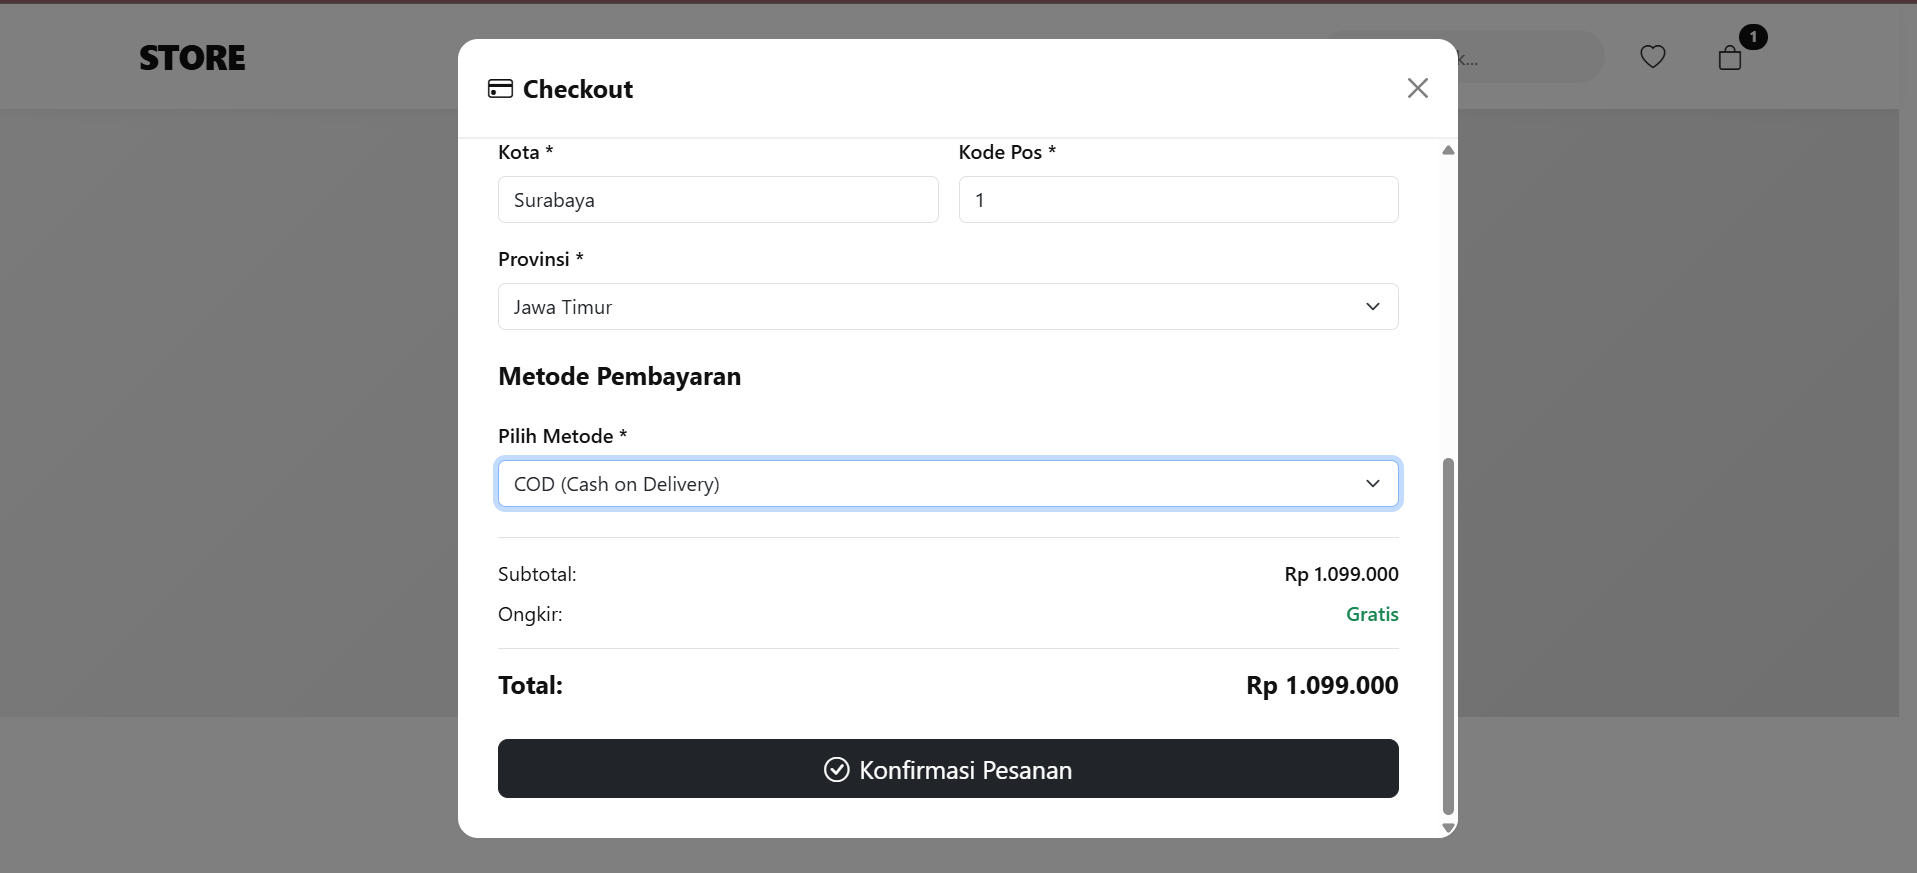 STORE
k...
1
Checkout
Kota *
Kode Pos *
Surabaya
1
Provinsi *
Jawa Timur
Metode Pembayaran
Pilih Metode *
COD (Cash on Delivery)
Subtotal:
Rp 1.099.000
Ongkir:
Gratis
Total:
Rp 1.099.000
Konfirmasi Pesanan